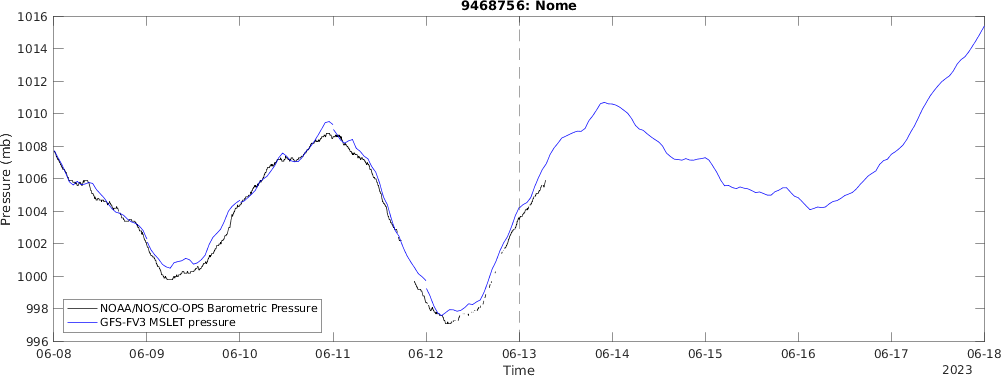 9468756: Nome
1016
1014
1012
1010
1008
1006
1004
1002
1000
998
996
Pressure (mb)
NOAA/NOS/CO-OPS Barometric Pressure
GFS-FV3 MSLET pressure
06-08 06-09 06-10 06-11 06-12 06-13 06-14 06-15 06-16 06-17 06-18
Time
2023